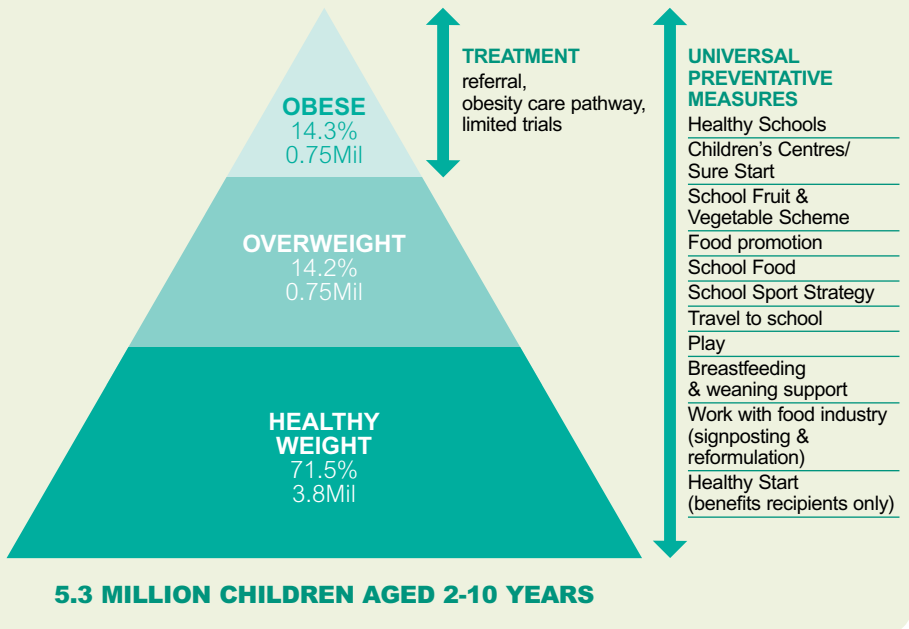 OBESE
14.3%
0.75Mil
OVERWEIGHT
14.2%
0.75Mil
HEALTHY
WEIGHT
71.5%
3.8Mil
TREATMENT
referral,
obesity care pathway,
limited trials
UNIVERSAL
PREVENTATIVE
MEASURES
Healthy Schools
Children's Centres/
Sure Start
School Fruit &
Vegetable Scheme
Food promotion
School Food
School Sport Strategy
Travel to school
Play
Breastfeeding
& weaning support
Work with food industry
(signposting &
reformulation)
Healthy Start
(benefits recipients only)
5.3 MILLION CHILDREN AGED 2-10 YEARS